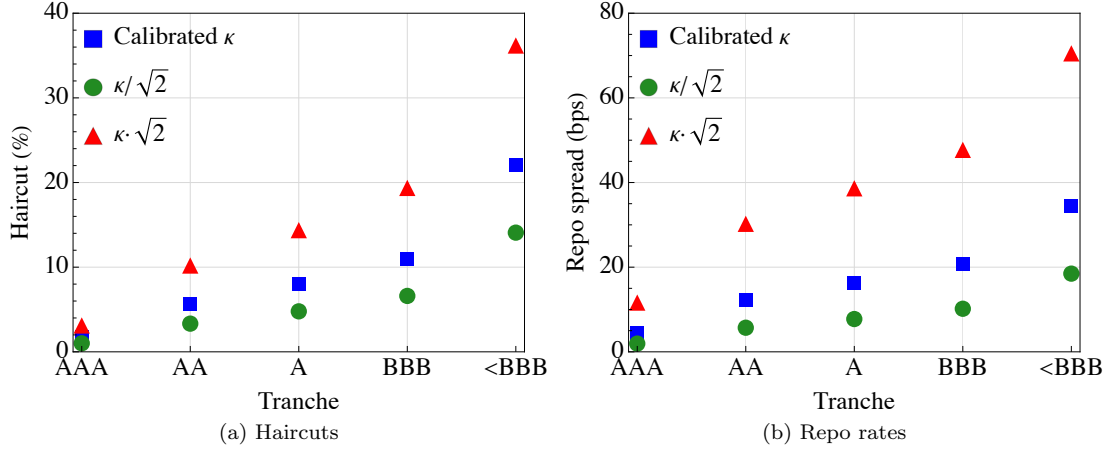 40
30
20
10
0
Haircut (%)
Calibrated κ
κ/√2
κ·√2
AAA AA A BBB <BBB
Tranche
(a) Haircuts
80
60
40
20
0
Repo spread (bps)
Calibrated κ
κ/√2
κ·√2
AAA AA A BBB <BBB
Tranche
(b) Repo rates